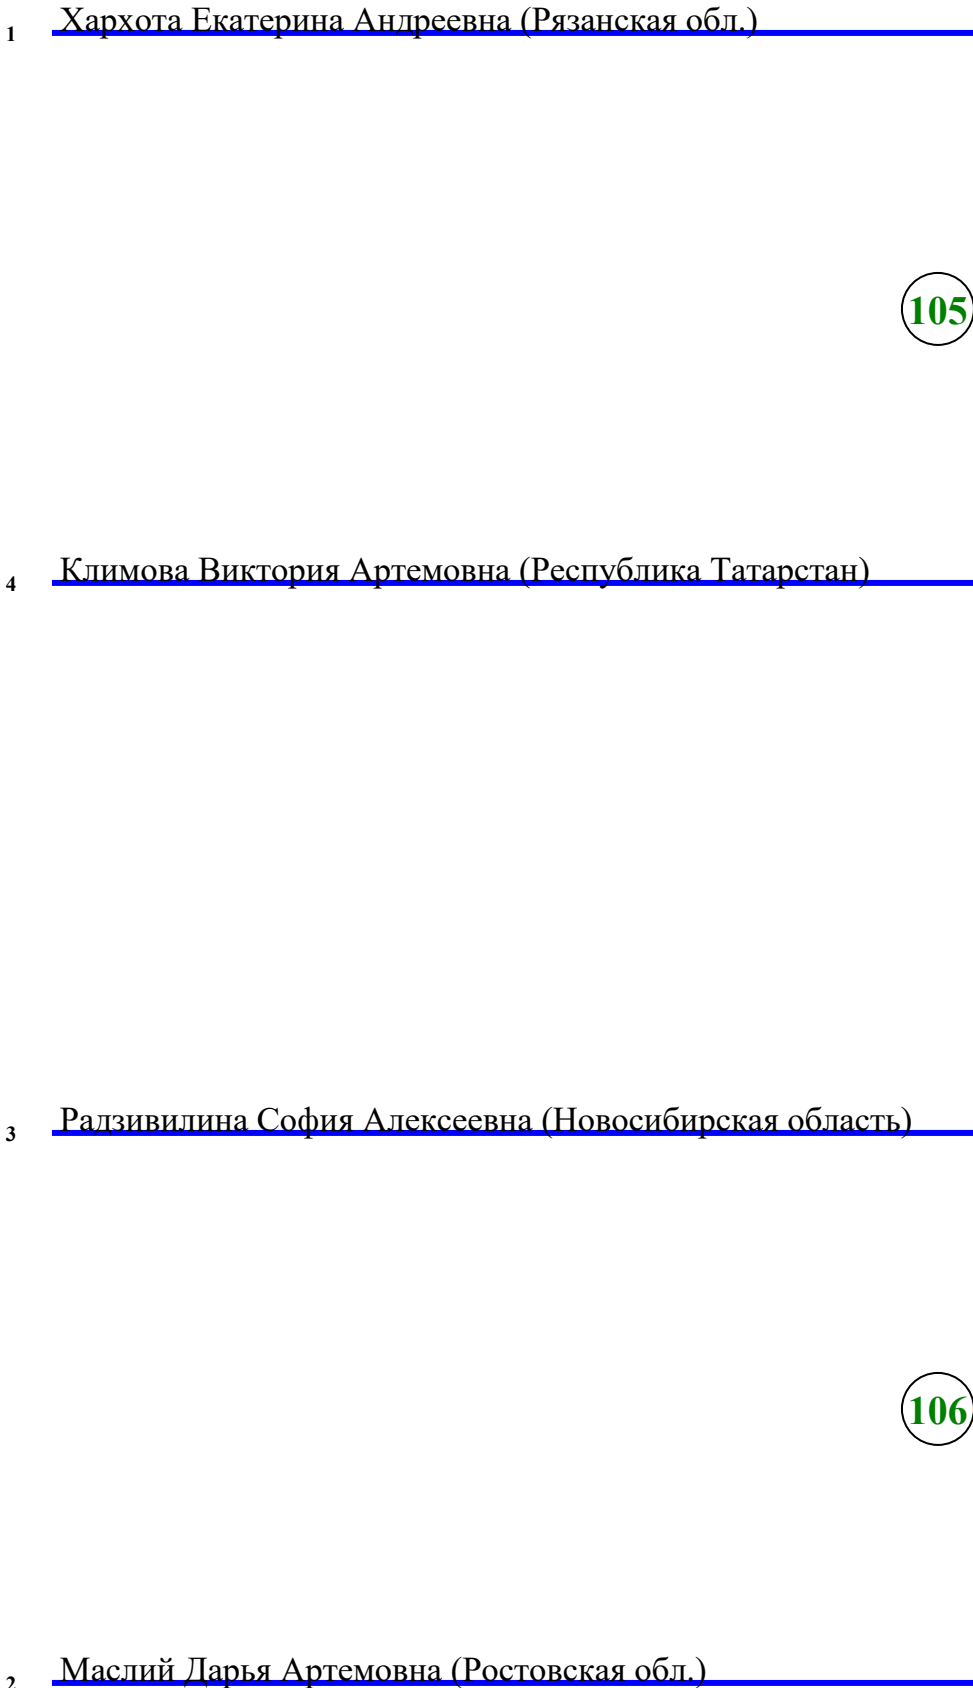 1 Хархота Екатерина Андреевна (Рязанская обл.)
105
4 Климова Виктория Артемовна (Республика Татарстан)
3 Радзивилина София Алексеевна (Новосибирская область)
106
2 Маслий Дарья Артемовна (Ростовская обл.)